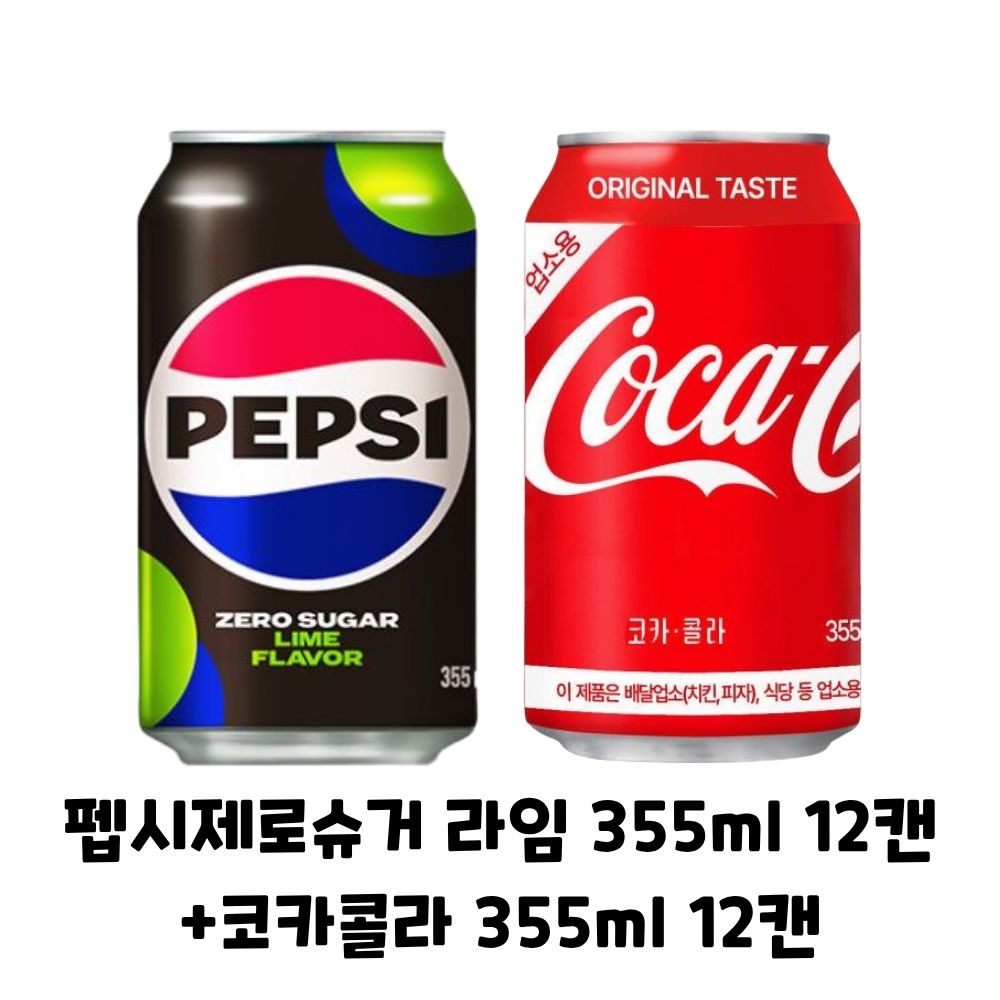 PEPSI
ZERO SUGAR
LIME
FLAVOR
355
ORIGINAL TASTE
업소용
Coca-C
코카·콜라
355
이 제품은 배달업소(치킨,피자), 식당 등 업소용
펩시제로슈거 라임 355ml 12캔
+코카콜라 355ml 12캔